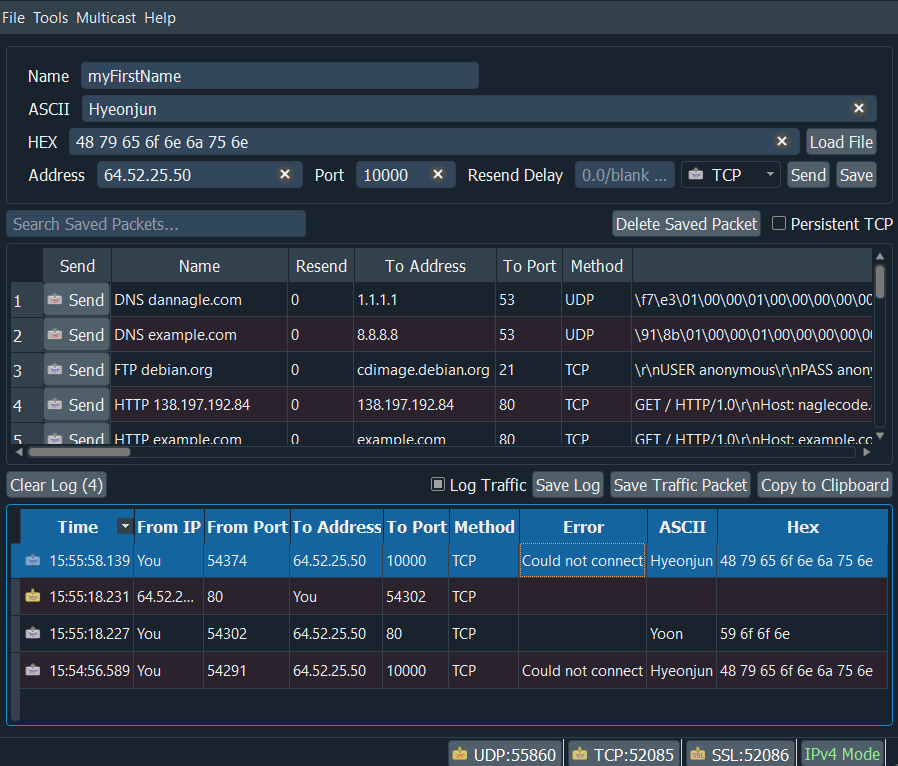 File Tools Multicast Help
Name myFirstName
ASCII Hyeonjun
HEX 48 79 65 6f 6e 6a 75 6e Load File
Address 64.52.25.50 Port 10000 Resend Delay 0.0/blank ... TCP Send Save
Search Saved Packets... Delete Saved Packet Persistent TCP
Send Name Resend To Address To Port Method
1 Send DNS dannagle.com 0 1.1.1.1 53 UDP \f7\e3\01\00\00\01\00\00\00\00\00
2 Send DNS example.com 0 8.8.8.8 53 UDP \91\8b\01\00\00\01\00\00\00\00\00
3 Send FTP debian.org 0 cdimage.debian.org 21 TCP \r\nUSER anonymous\r\nPASS anony
4 Send HTTP 138.197.192.84 0 138.197.192.84 80 TCP GET / HTTP/1.0\r\nHost: naglecode.
5 Send HTTP example.com 0 example.com 80 TCP GET / HTTP/1.0\r\nHost: example.co
Clear Log (4) Log Traffic Save Log Save Traffic Packet Copy to Clipboard
Time From IP From Port To Address To Port Method Error ASCII Hex
15:55:58.139 You 54374 64.52.25.50 10000 TCP Could not connect Hyeonjun 48 79 65 6f 6e 6a 75 6e
15:55:18.231 64.52.2... 80 You 54302 TCP
15:55:18.227 You 54302 64.52.25.50 80 TCP Yoon 59 6f 6f 6e
15:54:56.589 You 54291 64.52.25.50 10000 TCP Could not connect Hyeonjun 48 79 65 6f 6e 6a 75 6e
UDP:55860 TCP:52085 SSL:52086 IPv4 Mode